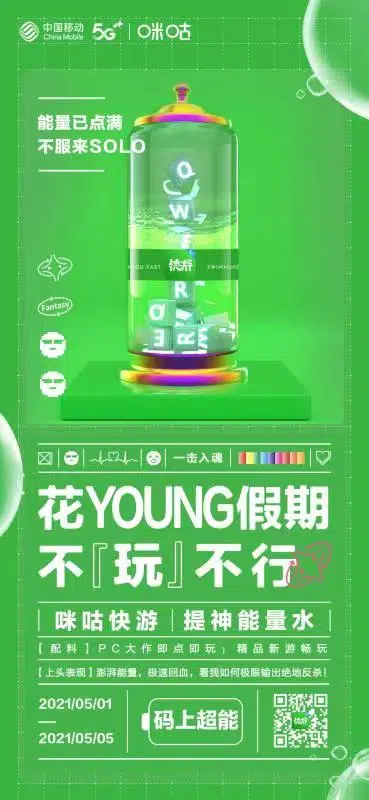 中国移动
China Mobile
5G++
咪咕
能量已点满
不服来SOLO
Q
W
E
R
MIGU FAST 快游 SWIMMING
Fantasy
一击入魂
花YOUNG假期
不『玩』不行
咪咕快游 提神能量水
【配料】PC大作即点即玩；精品新游畅玩
【上头表现】澎湃能量，极速回血，看我如何极限输出绝地反杀！
2021/05/01
2021/05/05
码上超能
快游